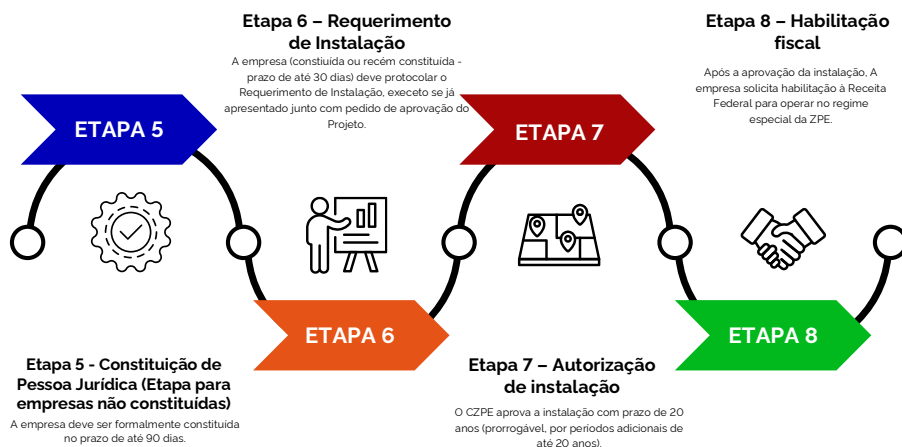 Etapa 6 – Requerimento
de Instalação
A empresa (constiuída ou recém constituída -
prazo de até 30 dias) deve protocolar o
Requerimento de Instalação, execeto se já
apresentado junto com pedido de aprovação do
Projeto.
Etapa 8 – Habilitação
fiscal
Após a aprovação da instalação, A
empresa solicita habilitação à Receita
Federal para operar no regime
especial da ZPE.
ETAPA 5
ETAPA 7
ETAPA 6
ETAPA 8
Etapa 5 - Constituição de
Pessoa Jurídica (Etapa para
empresas não constituídas)
A empresa deve ser formalmente constituída
no prazo de até 90 dias.
Etapa 7 – Autorização
de instalação
O CZPE aprova a instalação com prazo de 20
anos (prorrogável, por períodos adicionais de
até 20 anos).